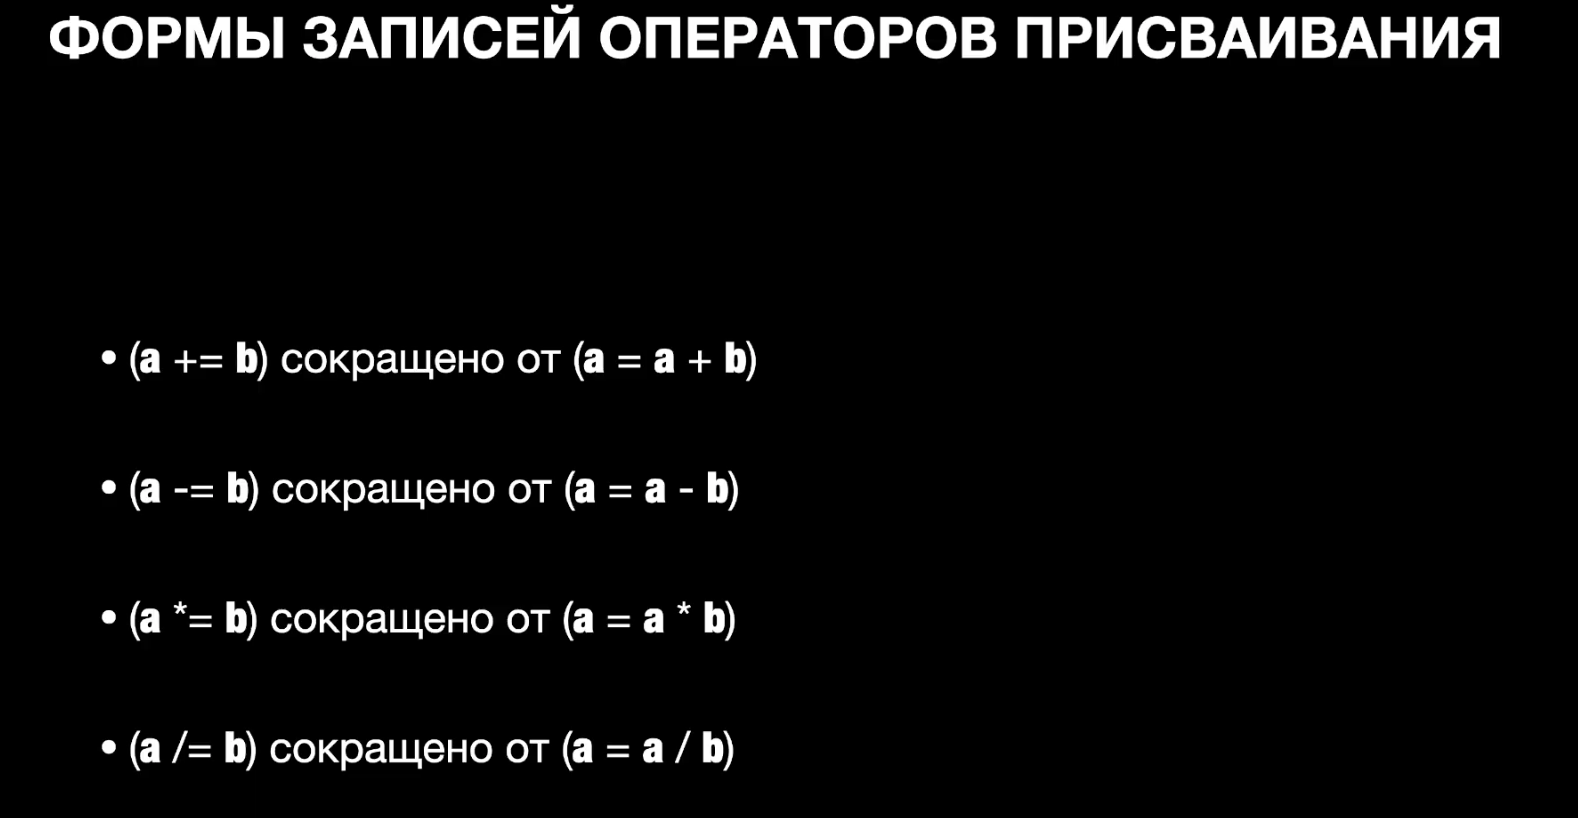 ФОРМЫ ЗАПИСЕЙ ОПЕРАТОРОВ ПРИСВАИВАНИЯ
• (a += b) сокращено от (a = a + b)
• (a -= b) сокращено от (a = a - b)
• (a *= b) сокращено от (a = a * b)
• (a /= b) сокращено от (a = a / b)